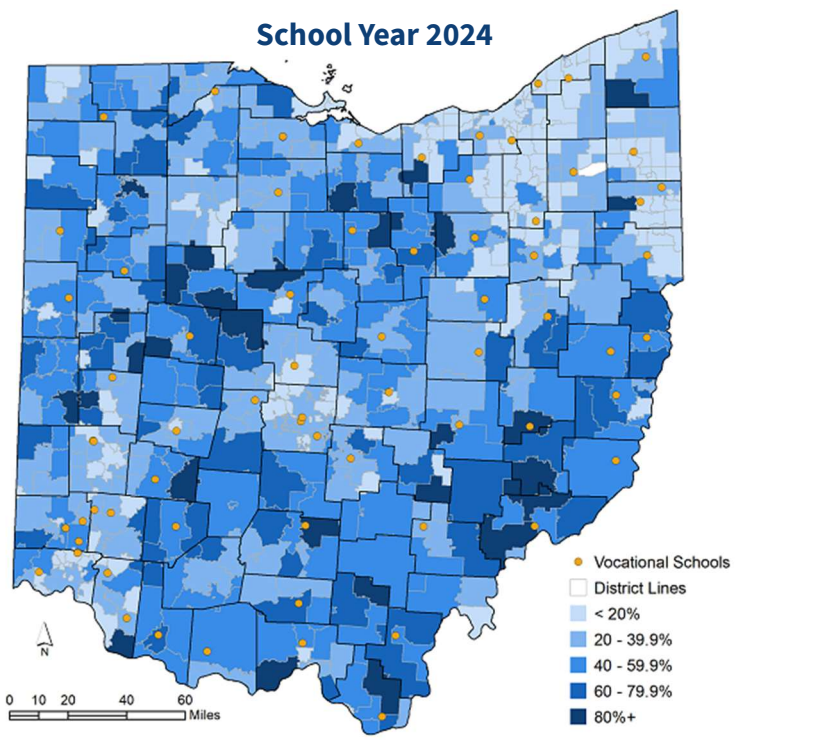 School Year 2024
Vocational Schools
District Lines
< 20%
20 - 39.9%
40 - 59.9%
60 - 79.9%
80%+
N
0 10 20 40 60
Miles